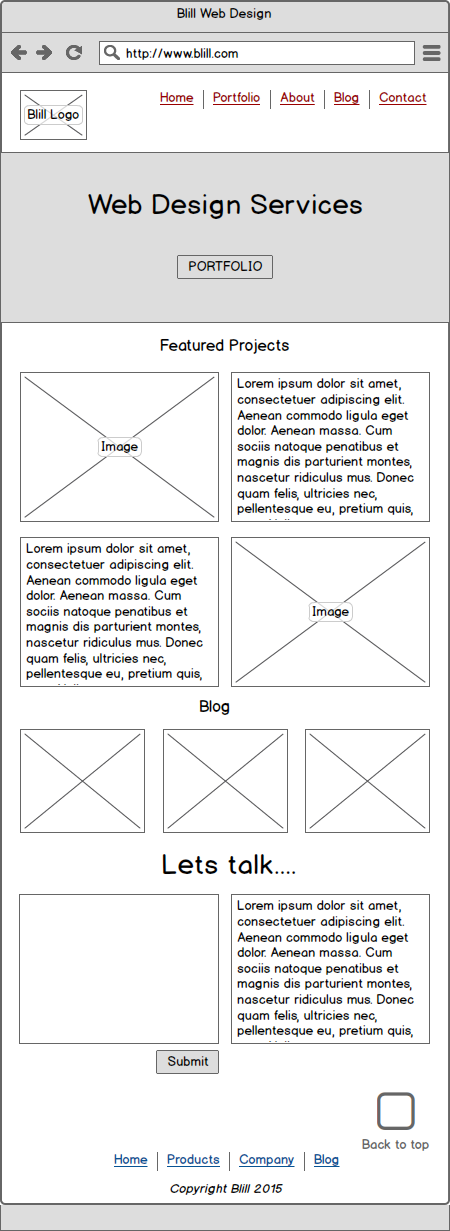 Blill Web Design
http://www.blill.com
Blill Logo
Home Portfolio About Blog Contact
Web Design Services
PORTFOLIO
Featured Projects
Image
Lorem ipsum dolor sit amet,
consectetuer adipiscing elit.
Aenean commodo ligula eget
dolor. Aenean massa. Cum
sociis natoque penatibus et
magnis dis parturient montes,
nascetur ridiculus mus. Donec
quam felis, ultricies nec,
pellentesque eu, pretium quis,
Lorem ipsum dolor sit amet,
consectetuer adipiscing elit.
Aenean commodo ligula eget
dolor. Aenean massa. Cum
sociis natoque penatibus et
magnis dis parturient montes,
nascetur ridiculus mus. Donec
quam felis, ultricies nec,
pellentesque eu, pretium quis,
Image
Blog
Lets talk....
Lorem ipsum dolor sit amet,
consectetuer adipiscing elit.
Aenean commodo ligula eget
dolor. Aenean massa. Cum
sociis natoque penatibus et
magnis dis parturient montes,
nascetur ridiculus mus. Donec
quam felis, ultricies nec,
pellentesque eu, pretium quis,
Submit
Back to top
Home Products Company Blog
Copyright Blill 2015